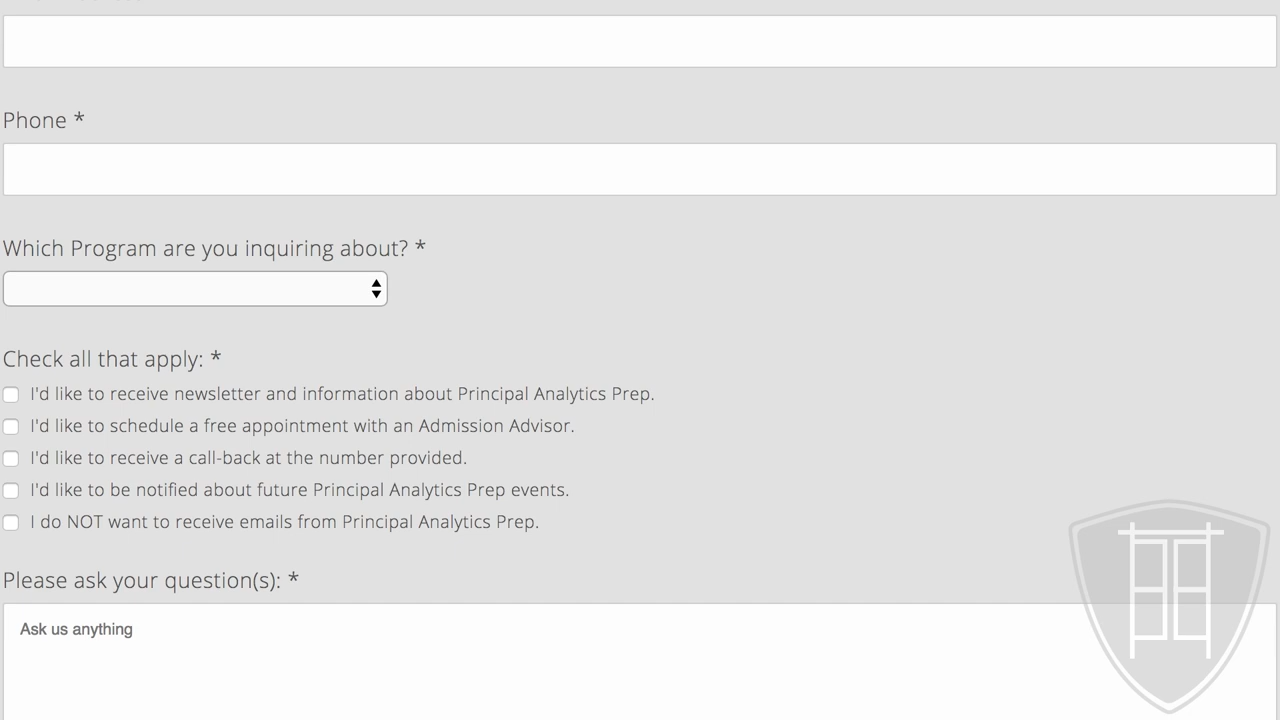 Phone *
Which Program are you inquiring about? *
Check all that apply: *
I'd like to receive newsletter and information about Principal Analytics Prep.
I'd like to schedule a free appointment with an Admission Advisor.
I'd like to receive a call-back at the number provided.
I'd like to be notified about future Principal Analytics Prep events.
I do NOT want to receive emails from Principal Analytics Prep.
Please ask your question(s): *
Ask us anything